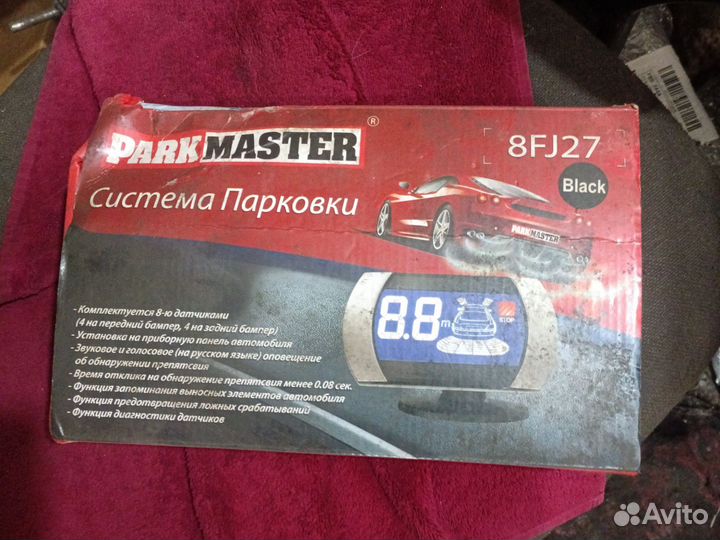 PARKMASTER®
8FJ27
Black
Система Парковки
PARKMASTER
8.8m
STOP
- Комплектуется 8-ю датчиками
(4 на передний бампер, 4 на задний бампер)
- Установка на приборную панель автомобиля
- Звуковое и голосовое (на русском языке) оповещение
об обнаружении препятсвия
- Время отклика на обнаружение препятсвия менее 0.08 сек.
- Функция запоминания выносных элементов автомобиля
- Функция предотвращения ложных срабатываний
- Функция диагностики датчиков
Avito